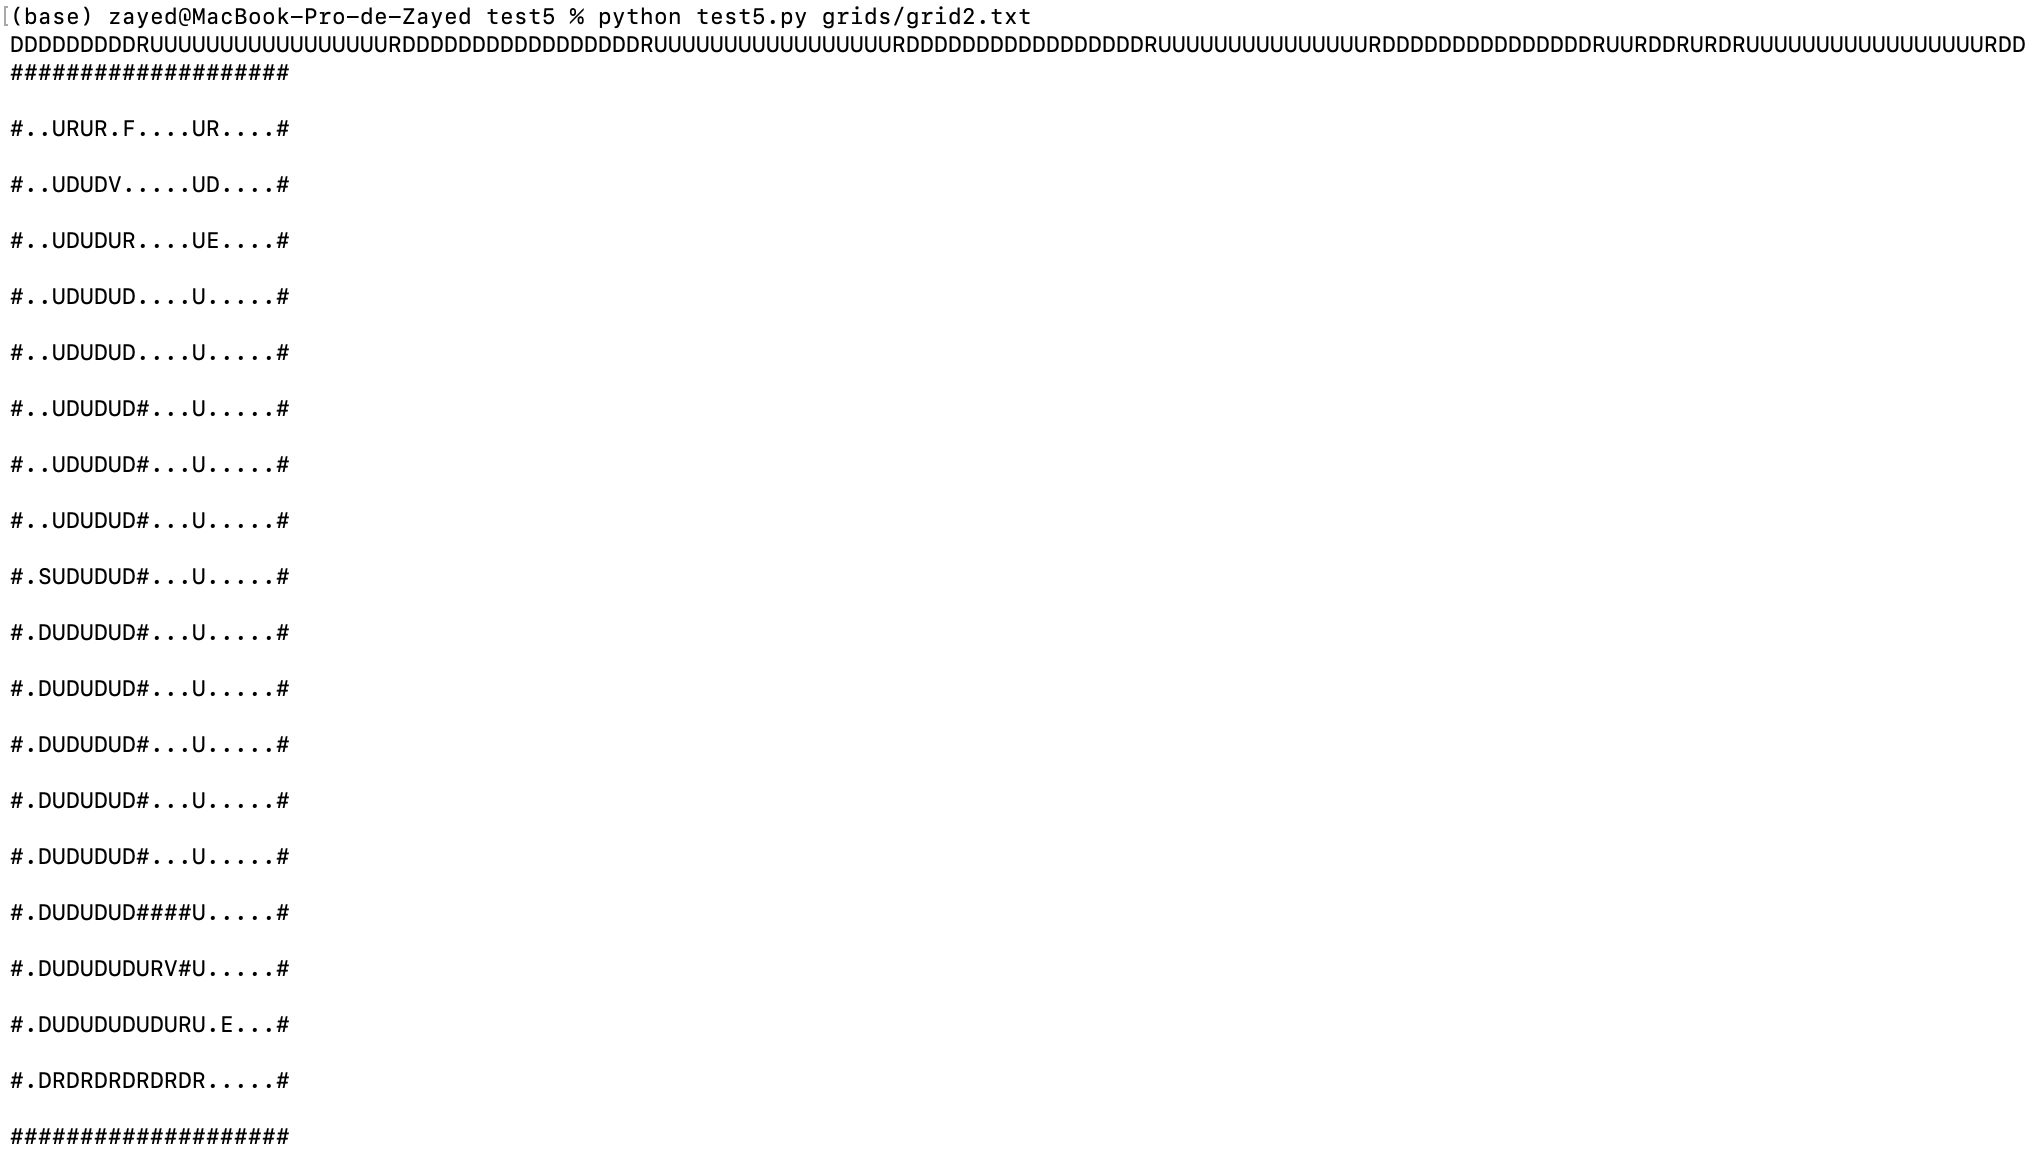 (base) zayed@MacBook-Pro-de-Zayed test5 % python test5.py grids/grid2.txt
DDDDDDDDDRUUUUUUUUUUUUUUUUURDDDDDDDDDDDDDDDDDRUUUUUUUUUUUUUUUUURDDDDDDDDDDDDDDDDDRUUUUUUUUUUUUUUURDDDDDDDDDDDDDDDRUURDDRURDRUUUUUUUUUUUUUUUUURDD
####################
#..URUR.F....UR....#
#..UDUDV.....UD....#
#..UDUDUR....UE....#
#..UDUDUD....U.....#
#..UDUDUD....U.....#
#..UDUDUD#...U.....#
#..UDUDUD#...U.....#
#..UDUDUD#...U.....#
#.SUDUDUD#...U.....#
#.DUDUDUD#...U.....#
#.DUDUDUD#...U.....#
#.DUDUDUD#...U.....#
#.DUDUDUD#...U.....#
#.DUDUDUD#...U.....#
#.DUDUDUD####U.....#
#.DUDUDUDURV#U.....#
#.DUDUDUDUDURU.E...#
#.DRDRDRDRDRDR.....#
####################